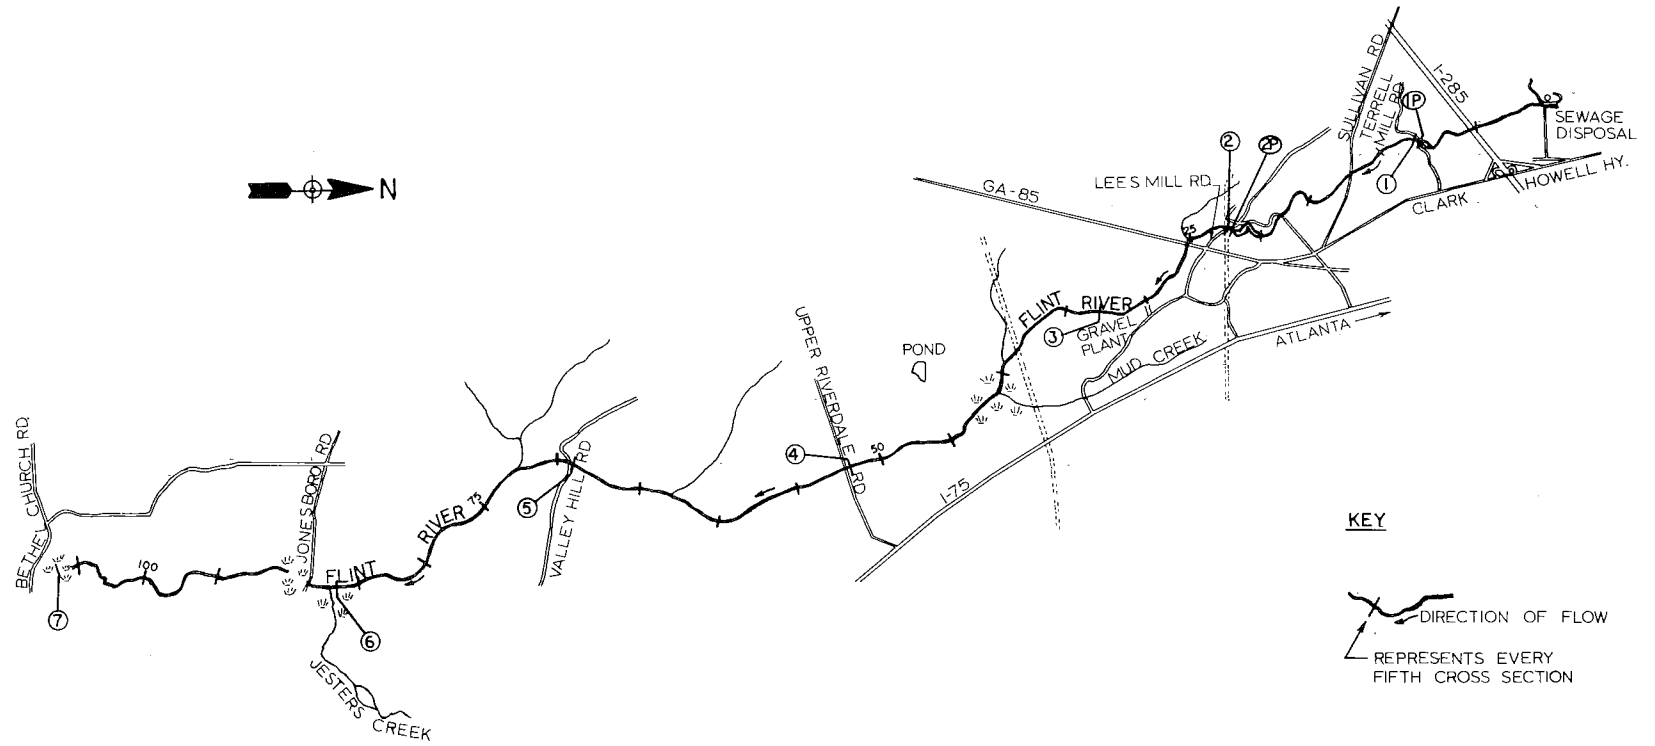 SULLIVAN RD
I-285
TERRELL
MILL RD
1P
SEWAGE
DISPOSAL
2
2P
1
HOWELL HY.
CLARK
LEES MILL RD
GA-85
N
25
FLINT
RIVER
3
GRAVEL
PLANT
MUD CREEK
ATLANTA
UPPER RIVERDALE RD
POND
4
50
I-75
BETHEL CHURCH RD.
JONESBORO RD
VALLEY HILL RD
5
RIVER
75
FLINT
100
7
6
JESTERS CREEK
KEY
DIRECTION OF FLOW
REPRESENTS EVERY
FIFTH CROSS SECTION